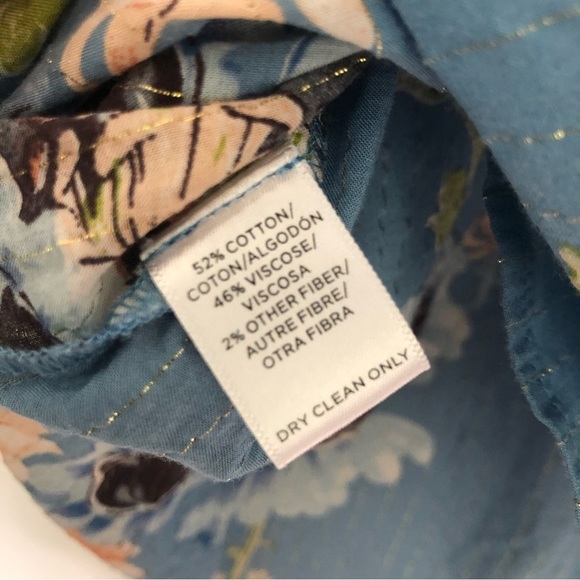 52% COTTON/
COTON/ALGODÓN
46% VISCOSE/
VISCOSA
2% OTHER FIBER/
AUTRE FIBRE/
OTRA FIBRA
DRY CLEAN ONLY